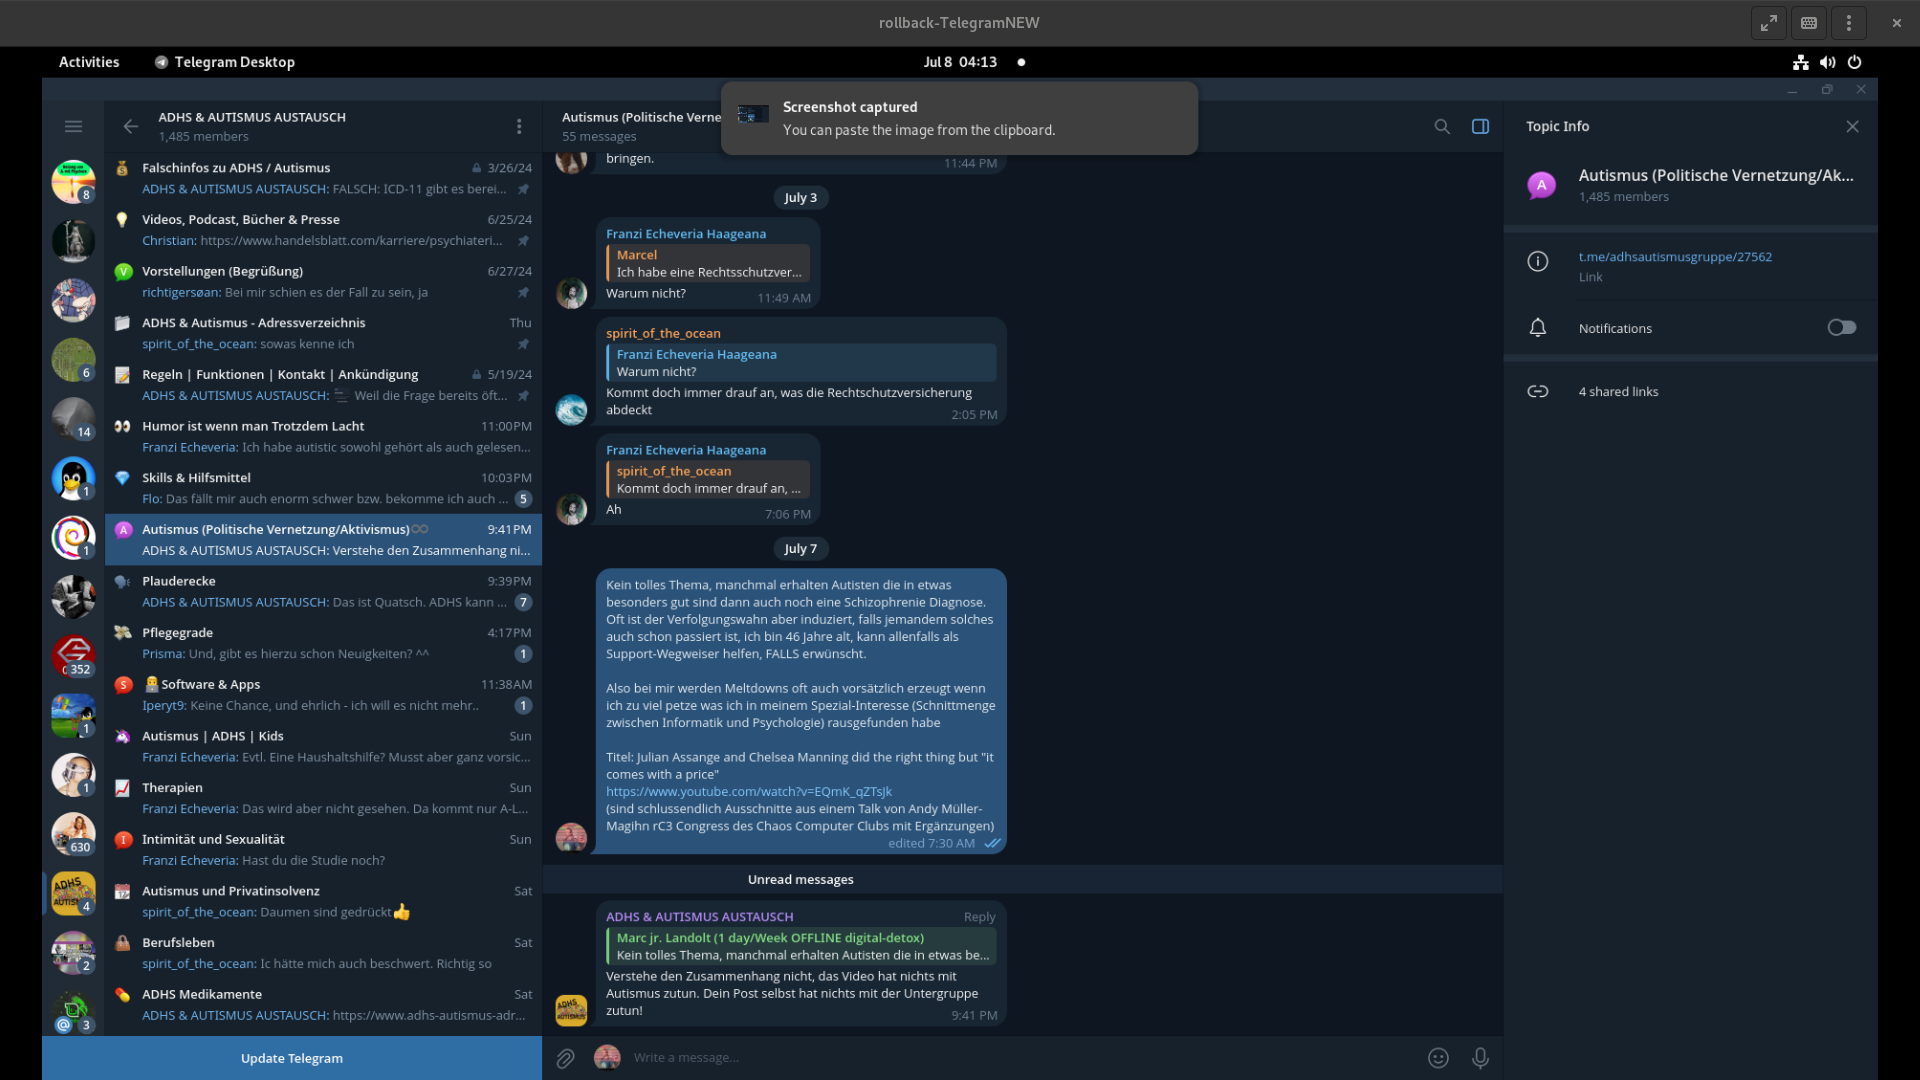 rollback-TelegramNEW
Activities
Telegram Desktop
Jul 8 04:13
Screenshot captured
You can paste the image from the clipboard.
ADHS & AUTISMUS AUSTAUSCH
1,485 members
8
6
14
1
1
352
1
1
630
4
2
@ 3
Falschinfos zu ADHS / Autismus 3/26/24
ADHS & AUTISMUS AUSTAUSCH: FALSCH: ICD-11 gibt es berei...
Videos, Podcast, Bücher & Presse 6/25/24
Christian: https://www.handelsblatt.com/karriere/psychiateri...
Vorstellungen (Begrüßung) 6/27/24
richtigersøan: Bei mir schien es der Fall zu sein, ja
ADHS & Autismus - Adressverzeichnis Thu
spirit_of_the_ocean: sowas kenne ich
Regeln | Funktionen | Kontakt | Ankündigung 5/19/24
ADHS & AUTISMUS AUSTAUSCH: Weil die Frage bereits öft...
Humor ist wenn man Trotzdem Lacht 11:00 PM
Franzi Echeveria: Ich habe autistic sowohl gehört als auch gelesen...
Skills & Hilfsmittel 10:03 PM
Flo: Das fällt mir auch enorm schwer bzw. bekomme ich auch ... 5
Autismus (Politische Vernetzung/Aktivismus) 9:41 PM
ADHS & AUTISMUS AUSTAUSCH: Verstehe den Zusammenhang ni...
Plauderecke 9:39 PM
ADHS & AUTISMUS AUSTAUSCH: Das ist Quatsch. ADHS kann ... 7
Pflegegrade 4:17 PM
Prisma: Und, gibt es hierzu schon Neuigkeiten? ^^ 1
Software & Apps 11:38 AM
Iperyt9: Keine Chance, und ehrlich - ich will es nicht mehr.. 1
Autismus | ADHS | Kids Sun
Franzi Echeveria: Evtl. Eine Haushaltshilfe? Musst aber ganz vorsic...
Therapien Sun
Franzi Echeveria: Das wird aber nicht gesehen. Da kommt nur A-L...
Intimität und Sexualität Sun
Franzi Echeveria: Hast du die Studie noch?
Autismus und Privatinsolvenz Sat
spirit_of_the_ocean: Daumen sind gedrückt👍
Berufsleben Sat
spirit_of_the_ocean: Ic hätte mich auch beschwert. Richtig so
ADHS Medikamente Sat
ADHS & AUTISMUS AUSTAUSCH: https://www.adhs-autismus-adr...
Update Telegram
Autismus (Politische Verne
55 messages
bringen.
11:44 PM
July 3
Franzi Echeveria Haageana
Marcel
Ich habe eine Rechtsschutzver...
Warum nicht? 11:49 AM
spirit_of_the_ocean
Franzi Echeveria Haageana
Warum nicht?
Kommt doch immer drauf an, was die Rechtschutzversicherung
abdeckt 2:05 PM
Franzi Echeveria Haageana
spirit_of_the_ocean
Kommt doch immer drauf an, ...
Ah 7:06 PM
July 7
Kein tolles Thema, manchmal erhalten Autisten die in etwas
besonders gut sind dann auch noch eine Schizophrenie Diagnose.
Oft ist der Verfolgungswahn aber induziert, falls jemandem solches
auch schon passiert ist, ich bin 46 Jahre alt, kann allenfalls als
Support-Wegweiser helfen, FALLS erwünscht.
Also bei mir werden Meltdowns oft auch vorsätzlich erzeugt wenn
ich zu viel petze was ich in meinem Spezial-Interesse (Schnittmenge
zwischen Informatik und Psychologie) rausgefunden habe
Titel: Julian Assange and Chelsea Manning did the right thing but "it
comes with a price"
https://www.youtube.com/watch?v=EQmK_qZTsJk
(sind schlussendlich Ausschnitte aus einem Talk von Andy Müller-
Magihn rC3 Congress des Chaos Computer Clubs mit Ergänzungen)
edited 7:30 AM
Unread messages
ADHS & AUTISMUS AUSTAUSCH Reply
Marc jr. Landolt (1 day/Week OFFLINE digital-detox)
Kein tolles Thema, manchmal erhalten Autisten die in etwas be...
Verstehe den Zusammenhang nicht, das Video hat nichts mit
Autismus zutun. Dein Post selbst hat nichts mit der Untergruppe
zutun! 9:41 PM
Write a message...
Topic Info
A
Autismus (Politische Vernetzung/Ak...
1,485 members
t.me/adhsautismusgruppe/27562
Link
Notifications
4 shared links